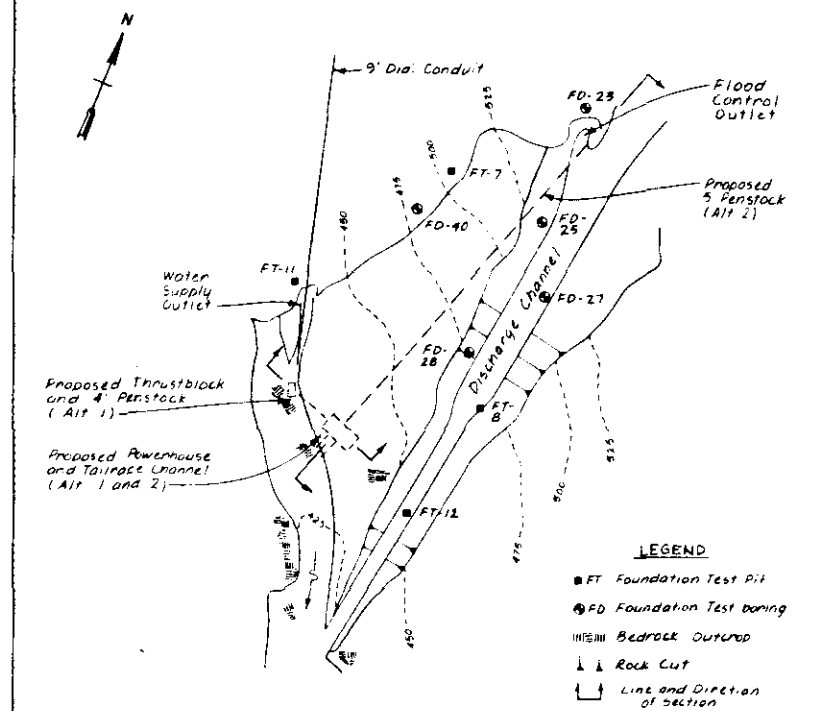 N
9' Dia. Conduit
525
FD-23
Flood
Control
Outlet
500
475
FT-7
Proposed
5' Penstock
(Alt 2)
FD-40
FD-
25
450
FT-11
Water
Supply
Outlet
FD-27
Discharge Channel
FD-
28
Proposed Thrustblock
and 4' Penstock
(Alt 1)
FT-
8
Proposed Powerhouse
and Tailrace Channel
(Alt 1 and 2)
525
500
475
FT-12
425
450
LEGEND
FT Foundation Test Pit
FD Foundation Test boring
Bedrock Outcrop
Rock Cut
Line and Diretion
of section